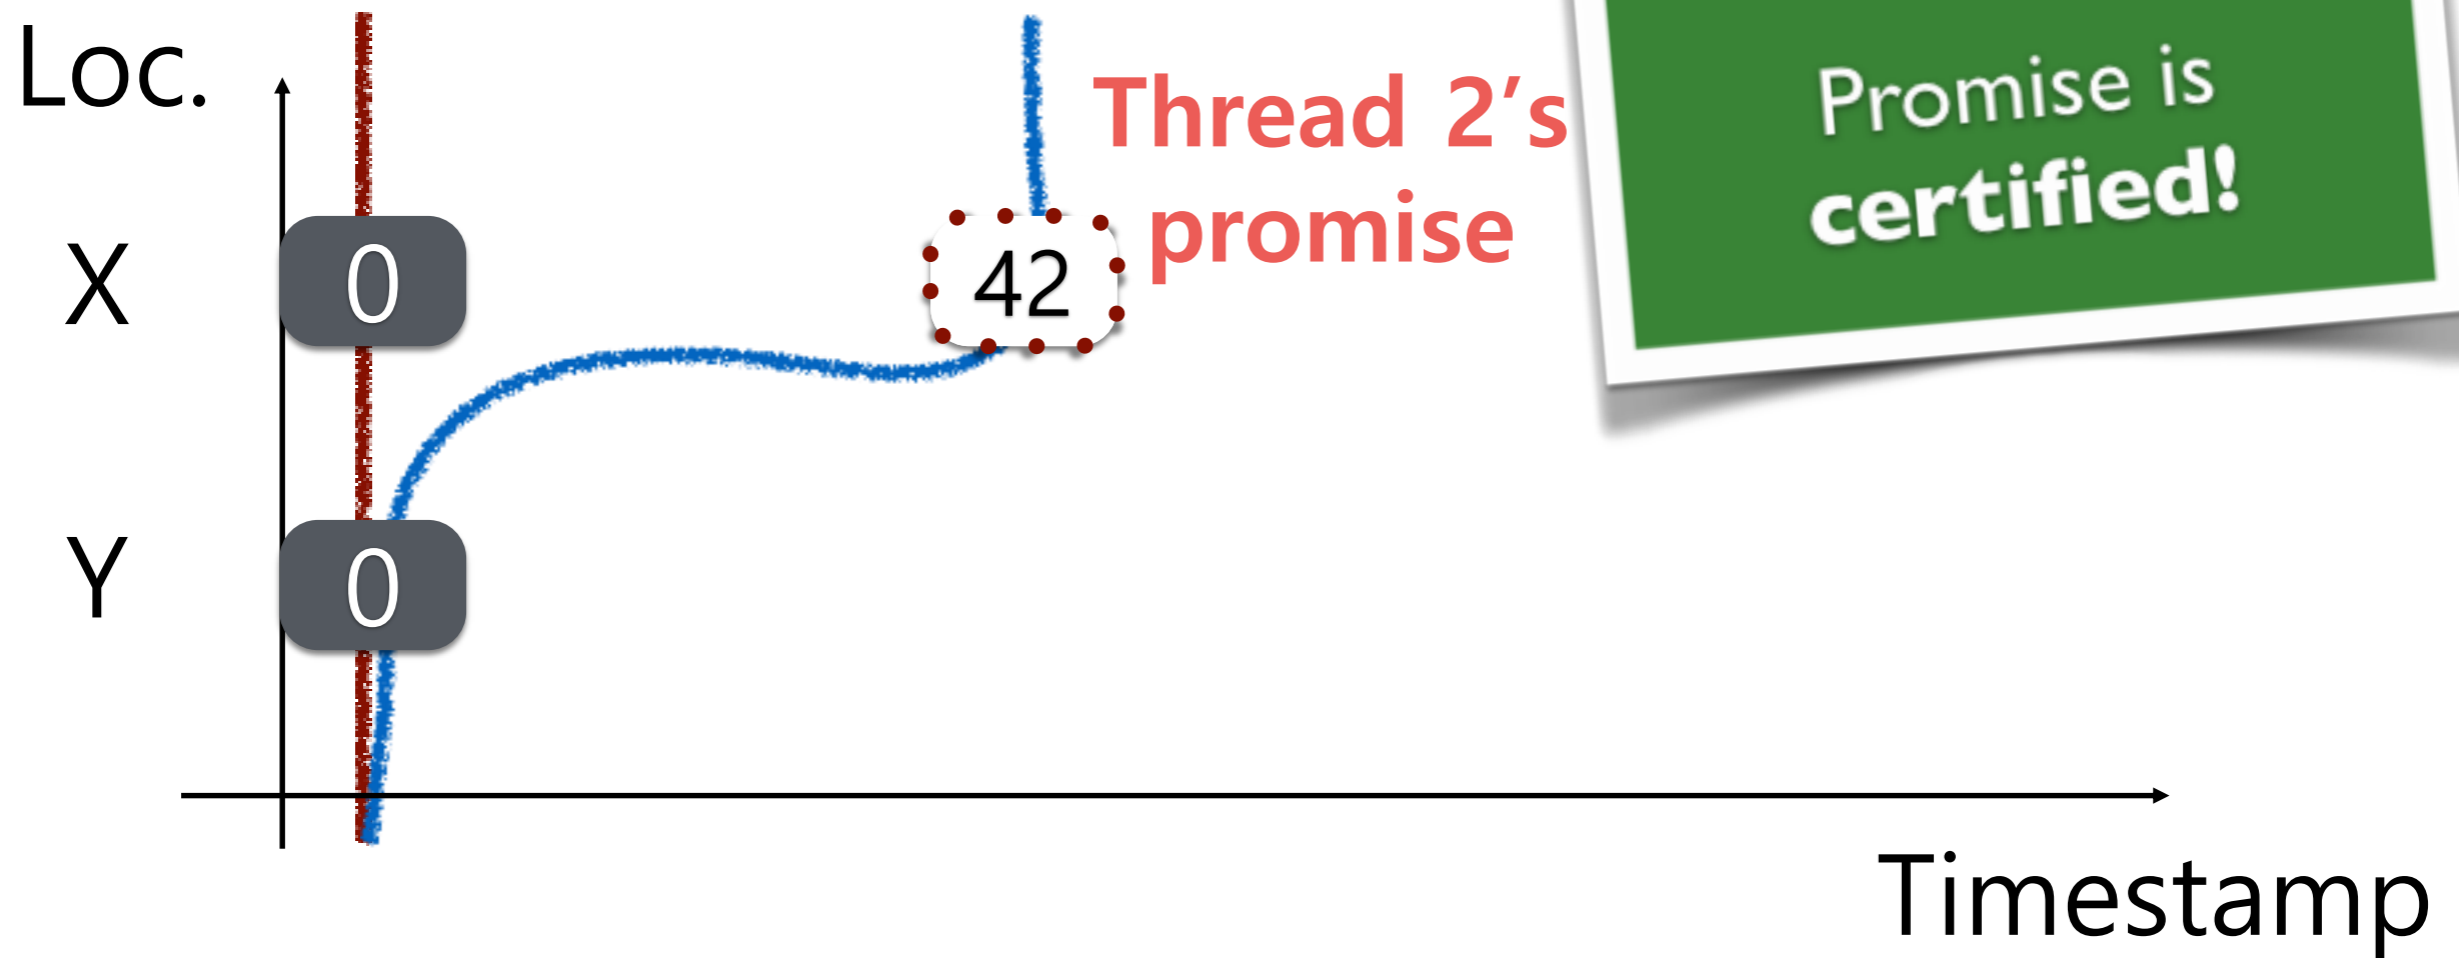 Loc.
Thread 2’s
promise
Promise is
certified!
X
0
42
Y
0
Timestamp